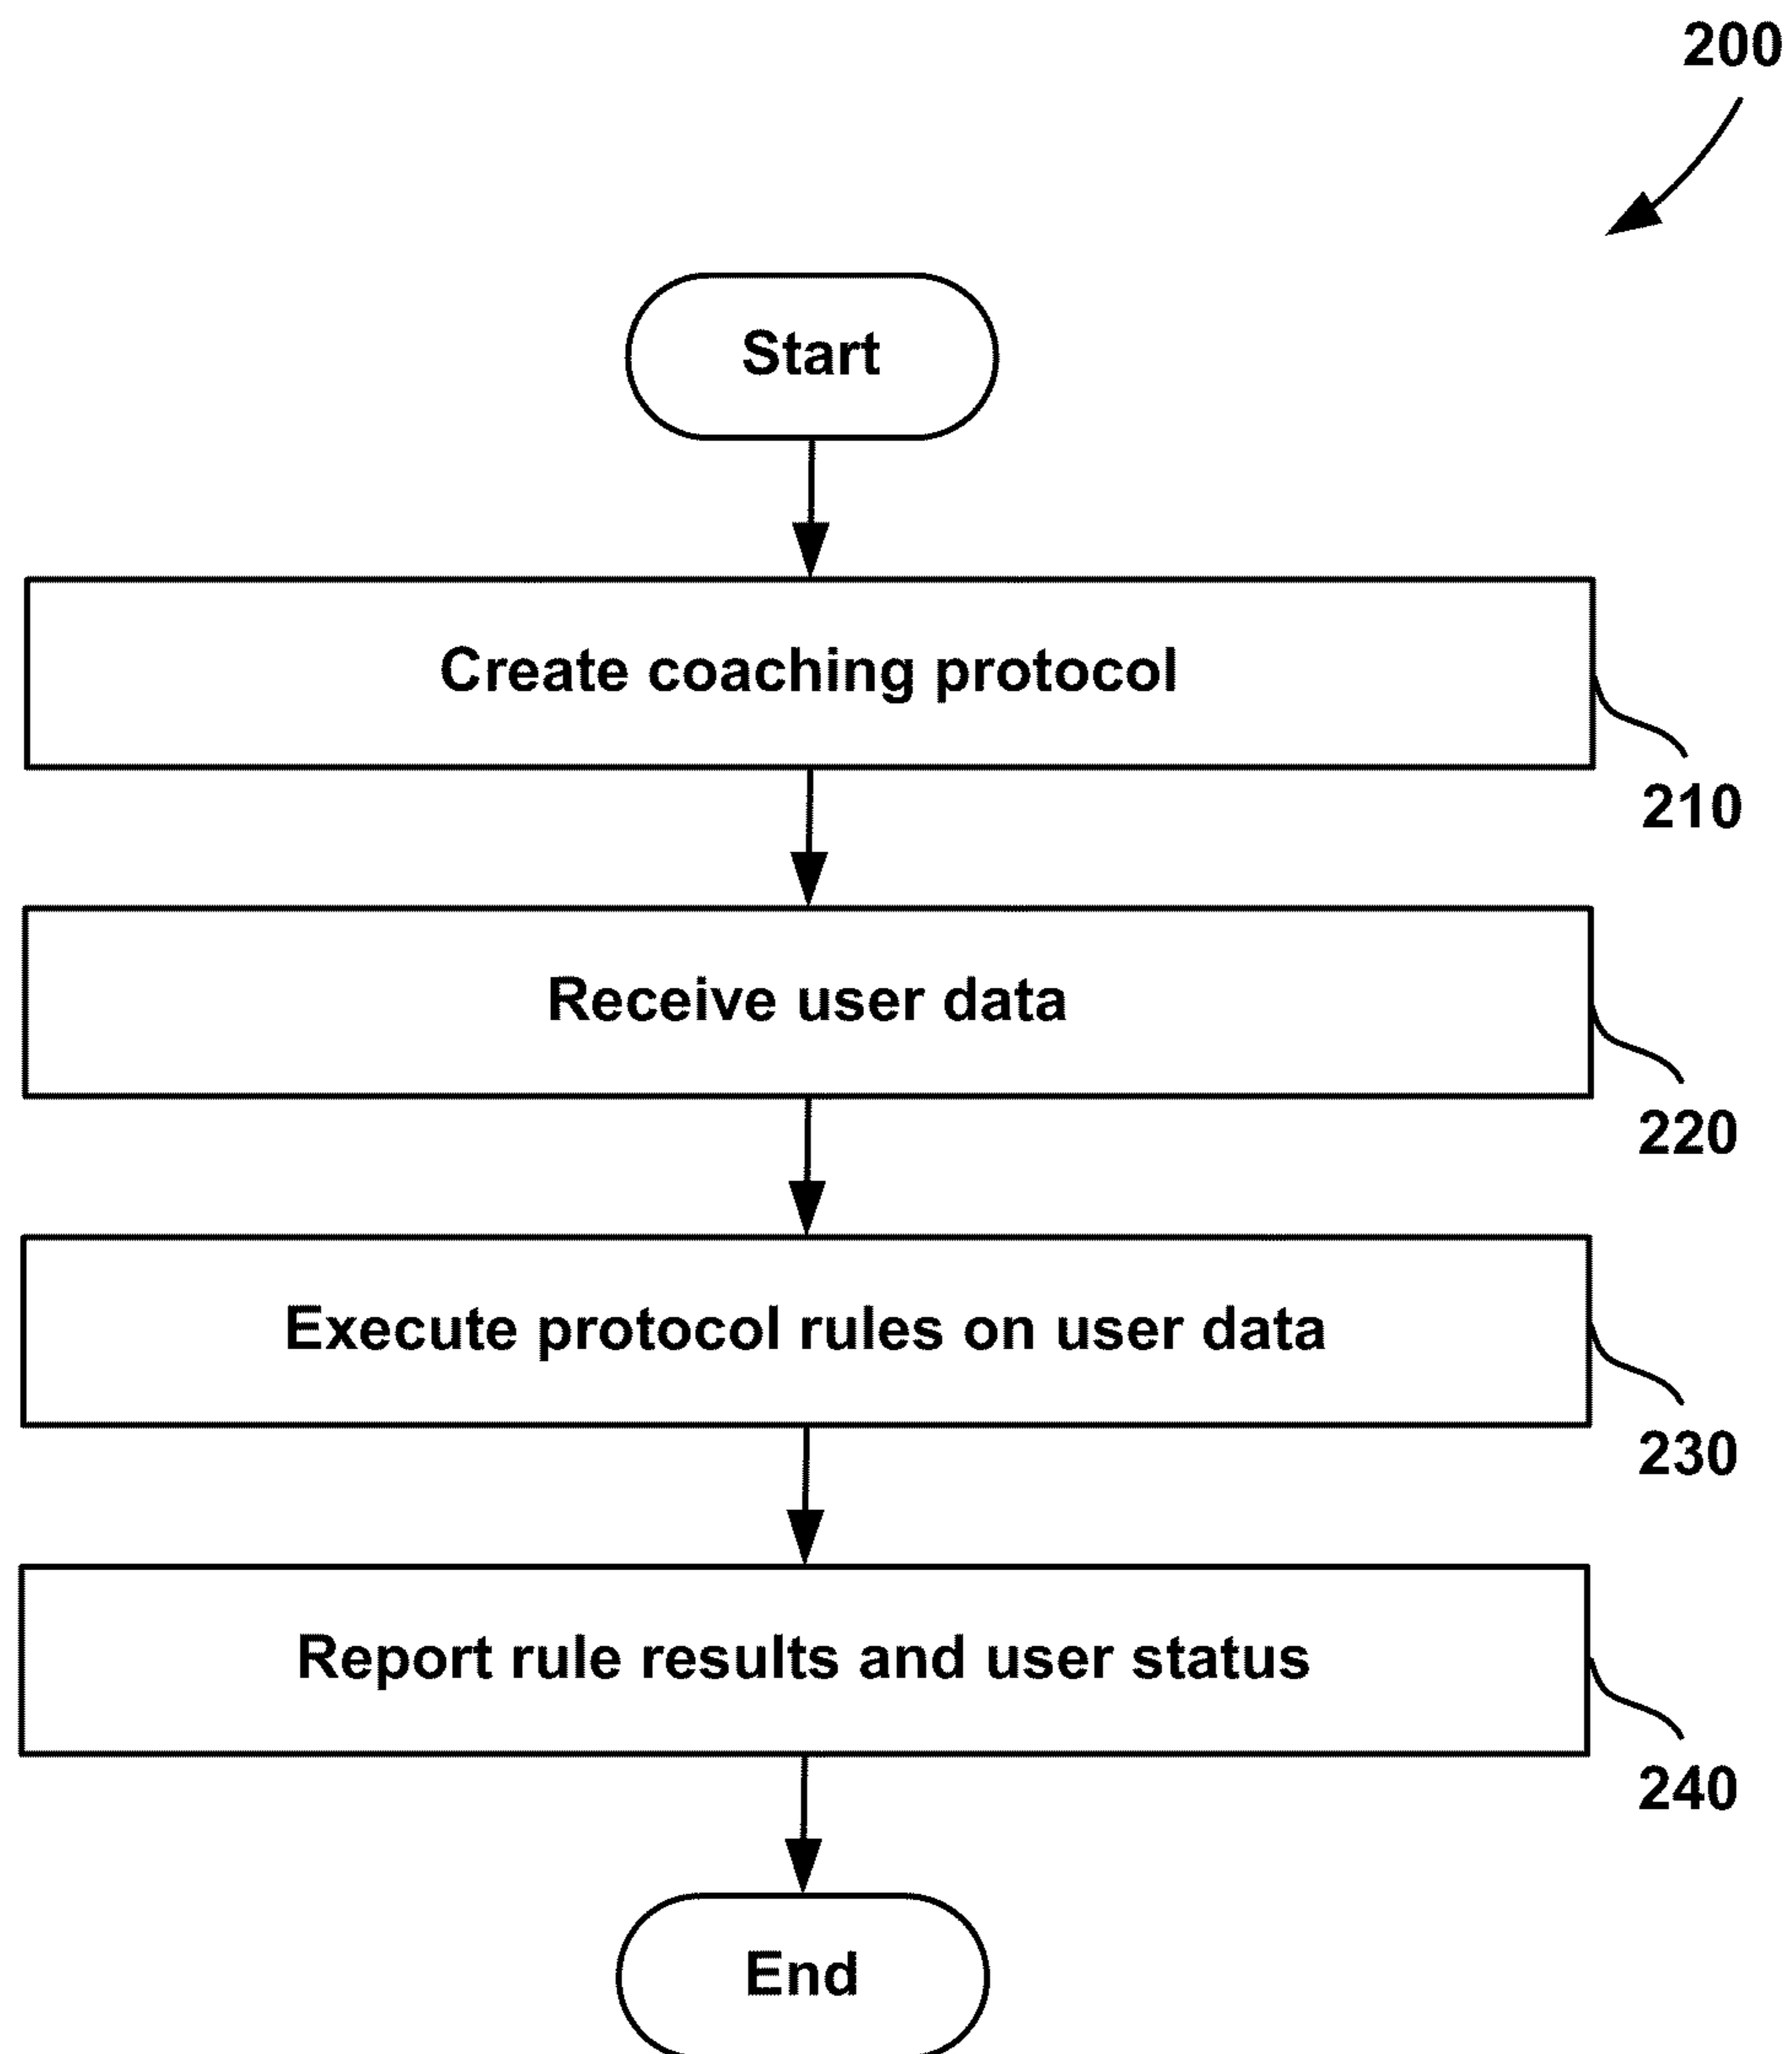 200
Start
Create coaching protocol
210
Receive user data
220
Execute protocol rules on user data
230
Report rule results and user status
240
End